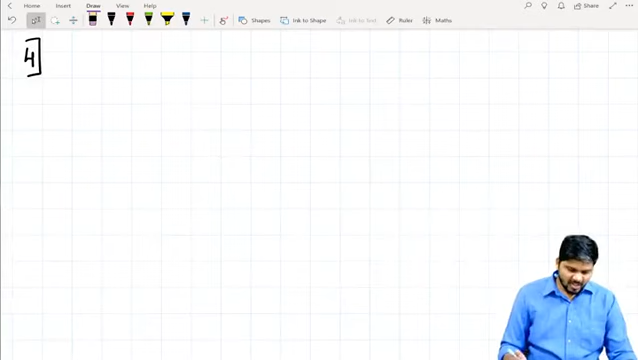 Home Insert Draw View Help
Share
Shapes Ink to Shape Ink to Text Ruler Maths
4]